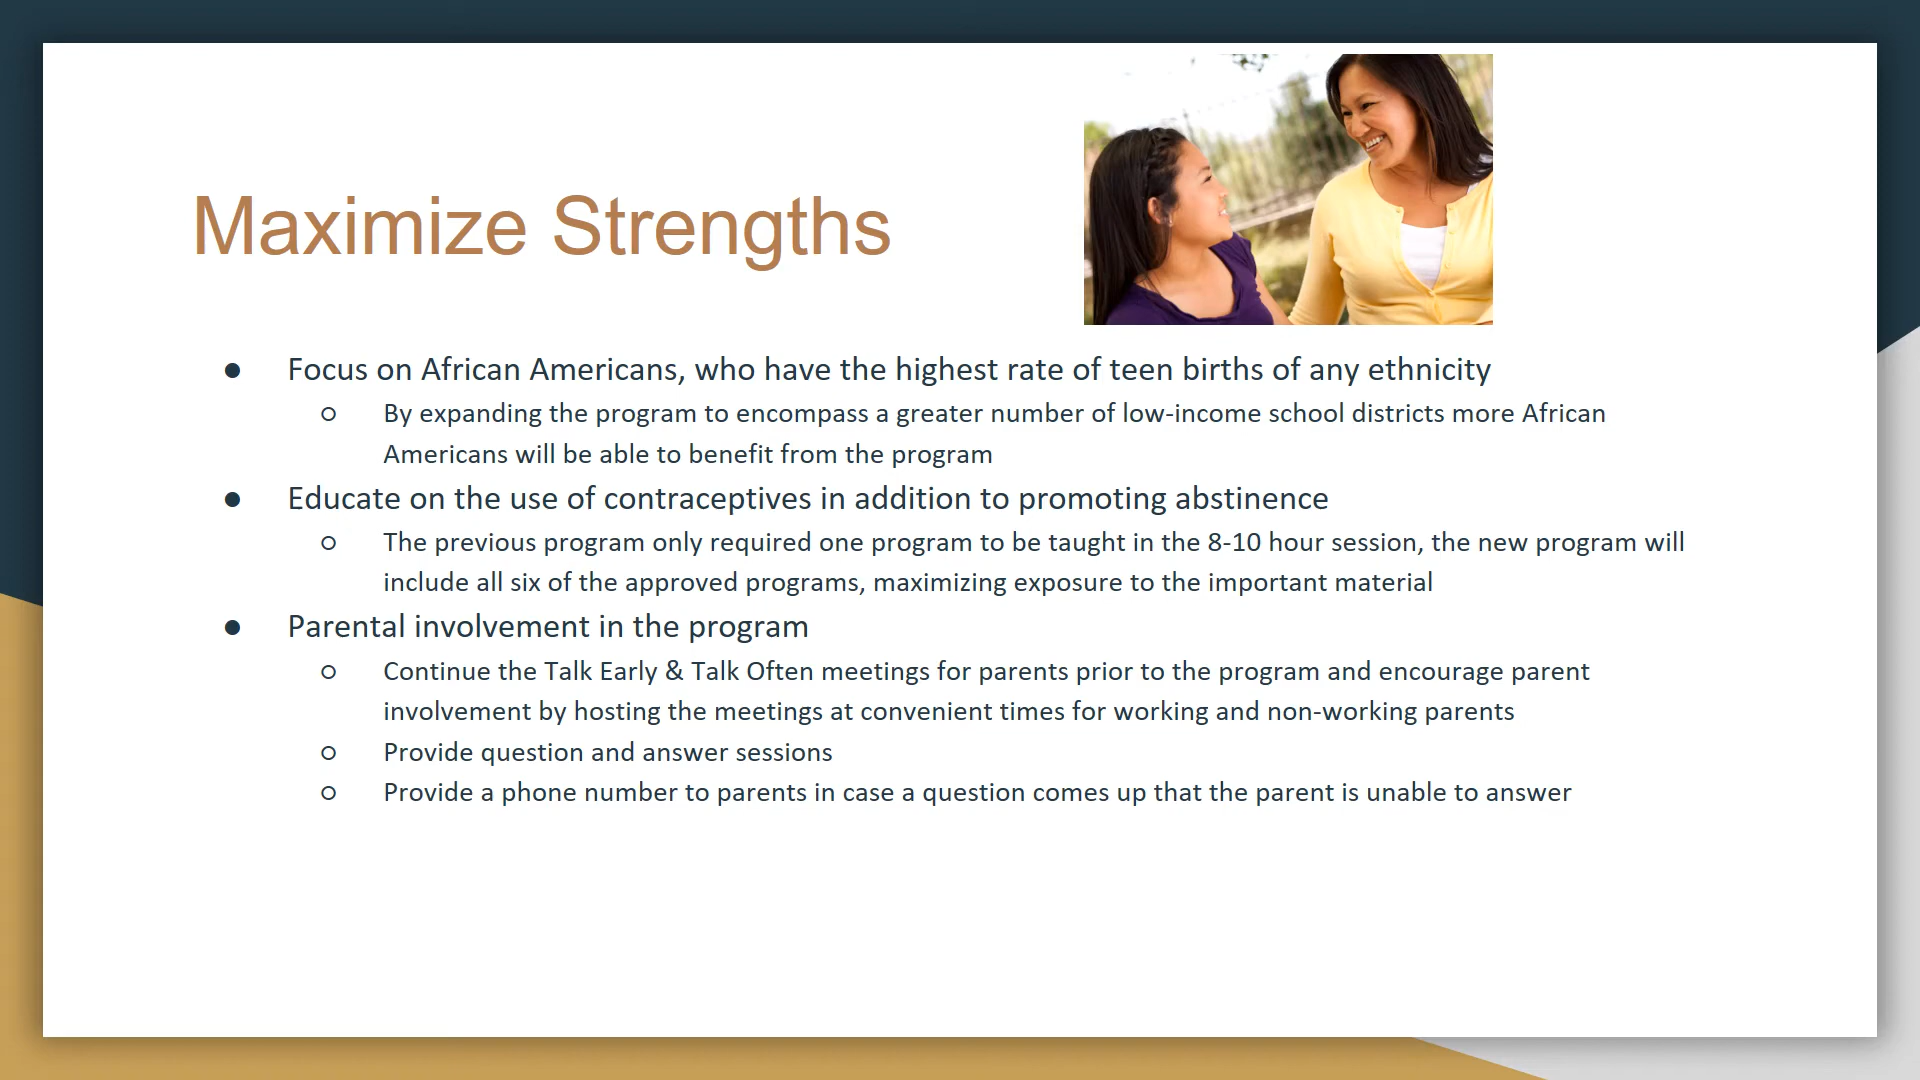 Maximize Strengths
● Focus on African Americans, who have the highest rate of teen births of any ethnicity
○ By expanding the program to encompass a greater number of low-income school districts more African
Americans will be able to benefit from the program
● Educate on the use of contraceptives in addition to promoting abstinence
○ The previous program only required one program to be taught in the 8-10 hour session, the new program will
include all six of the approved programs, maximizing exposure to the important material
● Parental involvement in the program
○ Continue the Talk Early & Talk Often meetings for parents prior to the program and encourage parent
involvement by hosting the meetings at convenient times for working and non-working parents
○ Provide question and answer sessions
○ Provide a phone number to parents in case a question comes up that the parent is unable to answer